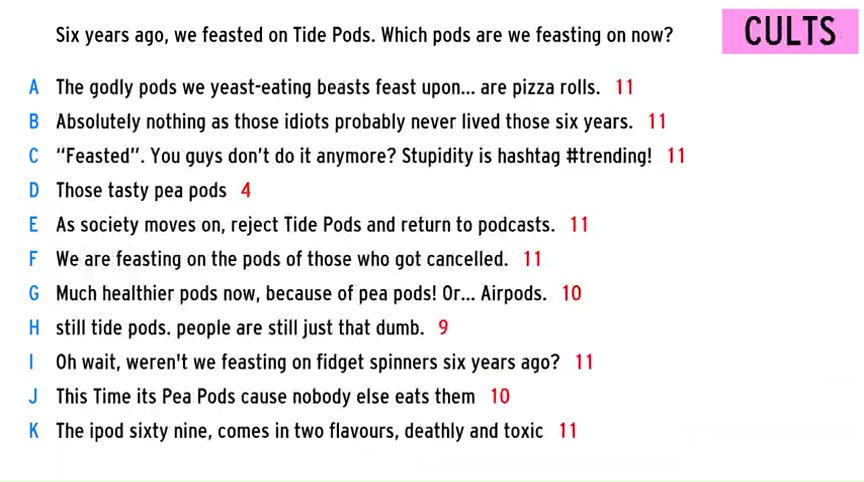 Six years ago, we feasted on Tide Pods. Which pods are we feasting on now?
CULTS
A The godly pods we yeast-eating beasts feast upon... are pizza rolls. 11
B Absolutely nothing as those idiots probably never lived those six years. 11
C “Feasted”. You guys don’t do it anymore? Stupidity is hashtag #trending! 11
D Those tasty pea pods 4
E As society moves on, reject Tide Pods and return to podcasts. 11
F We are feasting on the pods of those who got cancelled. 11
G Much healthier pods now, because of pea pods! Or... Airpods. 10
H still tide pods. people are still just that dumb. 9
I Oh wait, weren't we feasting on fidget spinners six years ago? 11
J This Time its Pea Pods cause nobody else eats them 10
K The ipod sixty nine, comes in two flavours, deathly and toxic 11